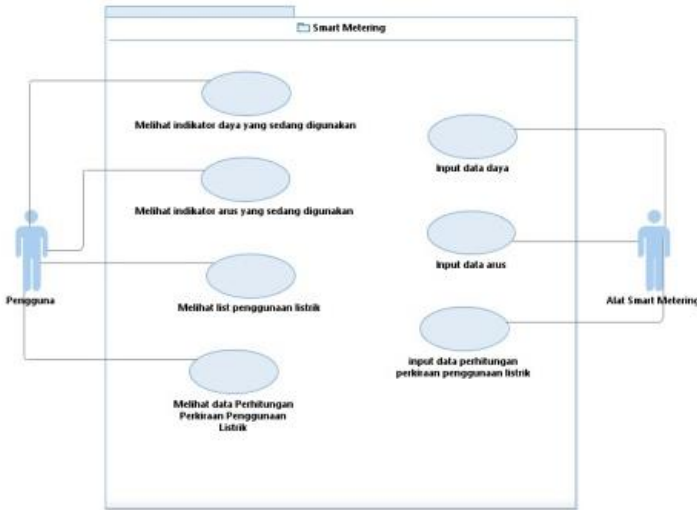 Smart Metering
Melihat indikator daya yang sedang digunakan
Melihat indikator arus yang sedang digunakan
Melihat list penggunaan listrik
Melihat data Perhitungan
Perkiraan Penggunaan
Listrik
Input data daya
Input data arus
input data perhitungan
perkiraan penggunaan listrik
Pengguna
Alat Smart Metering